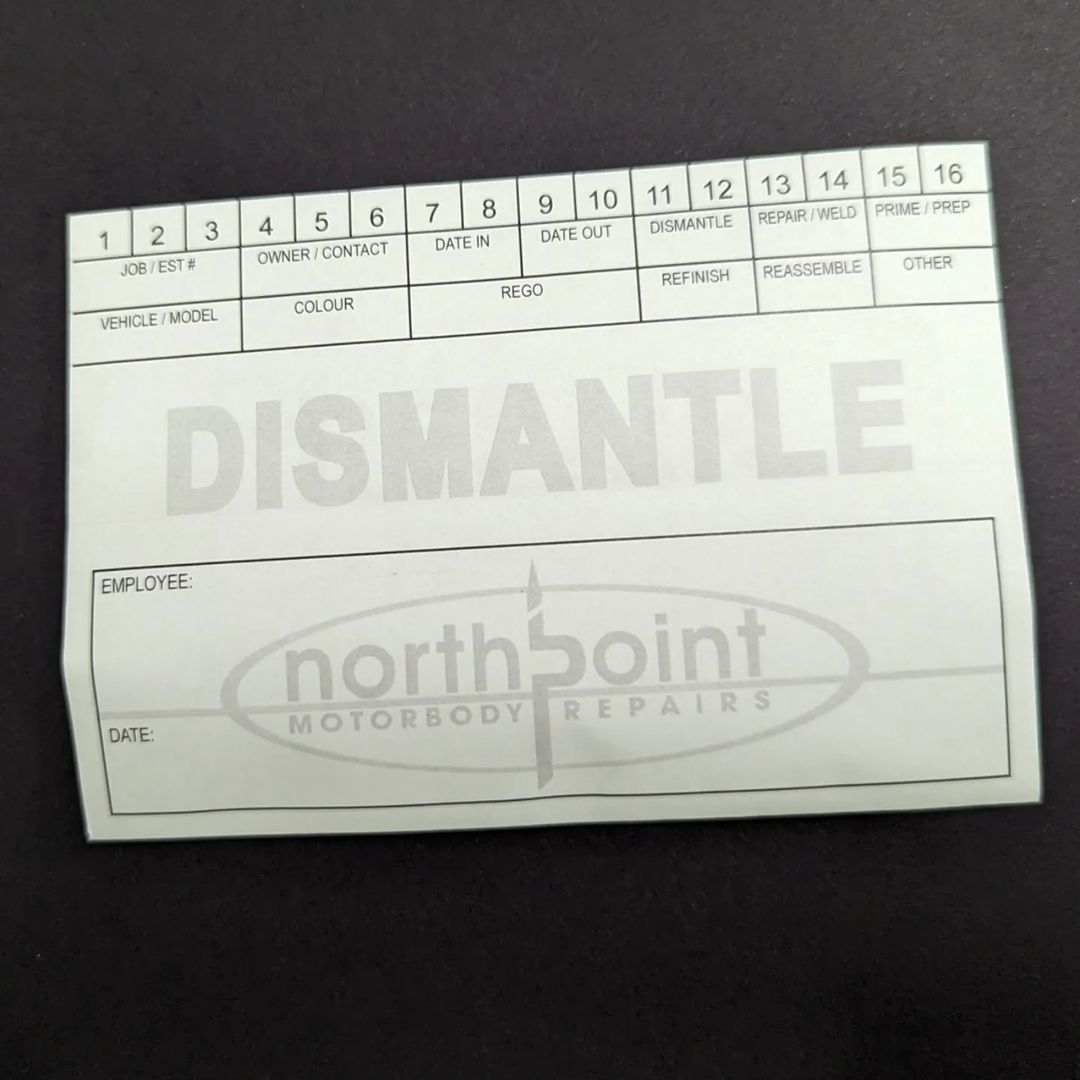 1 2 3 4 5 6 7 8 9 10 11 12 13 14 15 16
JOB / EST # OWNER / CONTACT DATE IN DATE OUT DISMANTLE REPAIR / WELD PRIME / PREP
VEHICLE / MODEL COLOUR REGO REFINISH REASSEMBLE OTHER
DISMANTLE
EMPLOYEE:
northpoint
MOTORBODY REPAIRS
DATE: